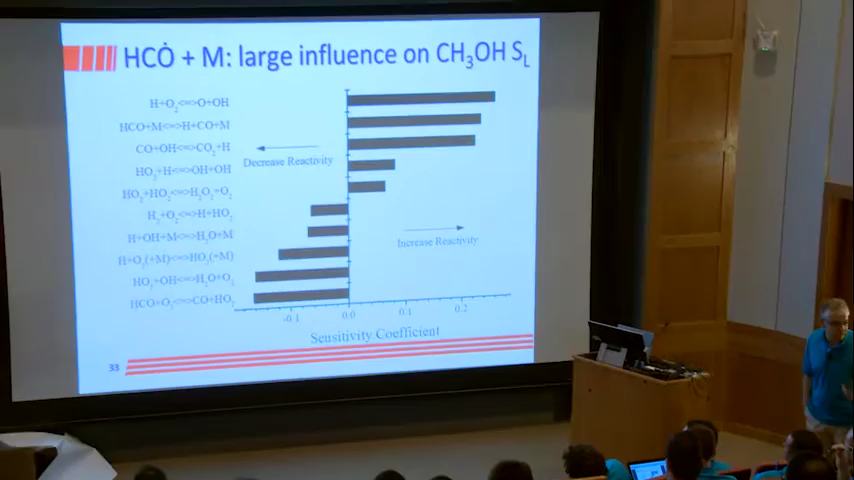 HCȮ + M: large influence on CH₃OH S_L
H+O₂<=>O+OH
HCO+M<=>H+CO+M
CO+OH<=>CO₂+H
Decrease Reactivity
HO₂+H<=>OH+OH
HO₂+HO₂<=>H₂O₂+O₂
H₂+O₂<=>H+HO₂
H+OH+M<=>H₂O+M
Increase Reactivity
H+O₂(+M)<=>HO₂(+M)
HO₂+OH<=>H₂O+O₂
HCO+O₂<=>CO+HO₂
-0.1 0.0 0.1 0.2
Sensitivity Coefficient
33